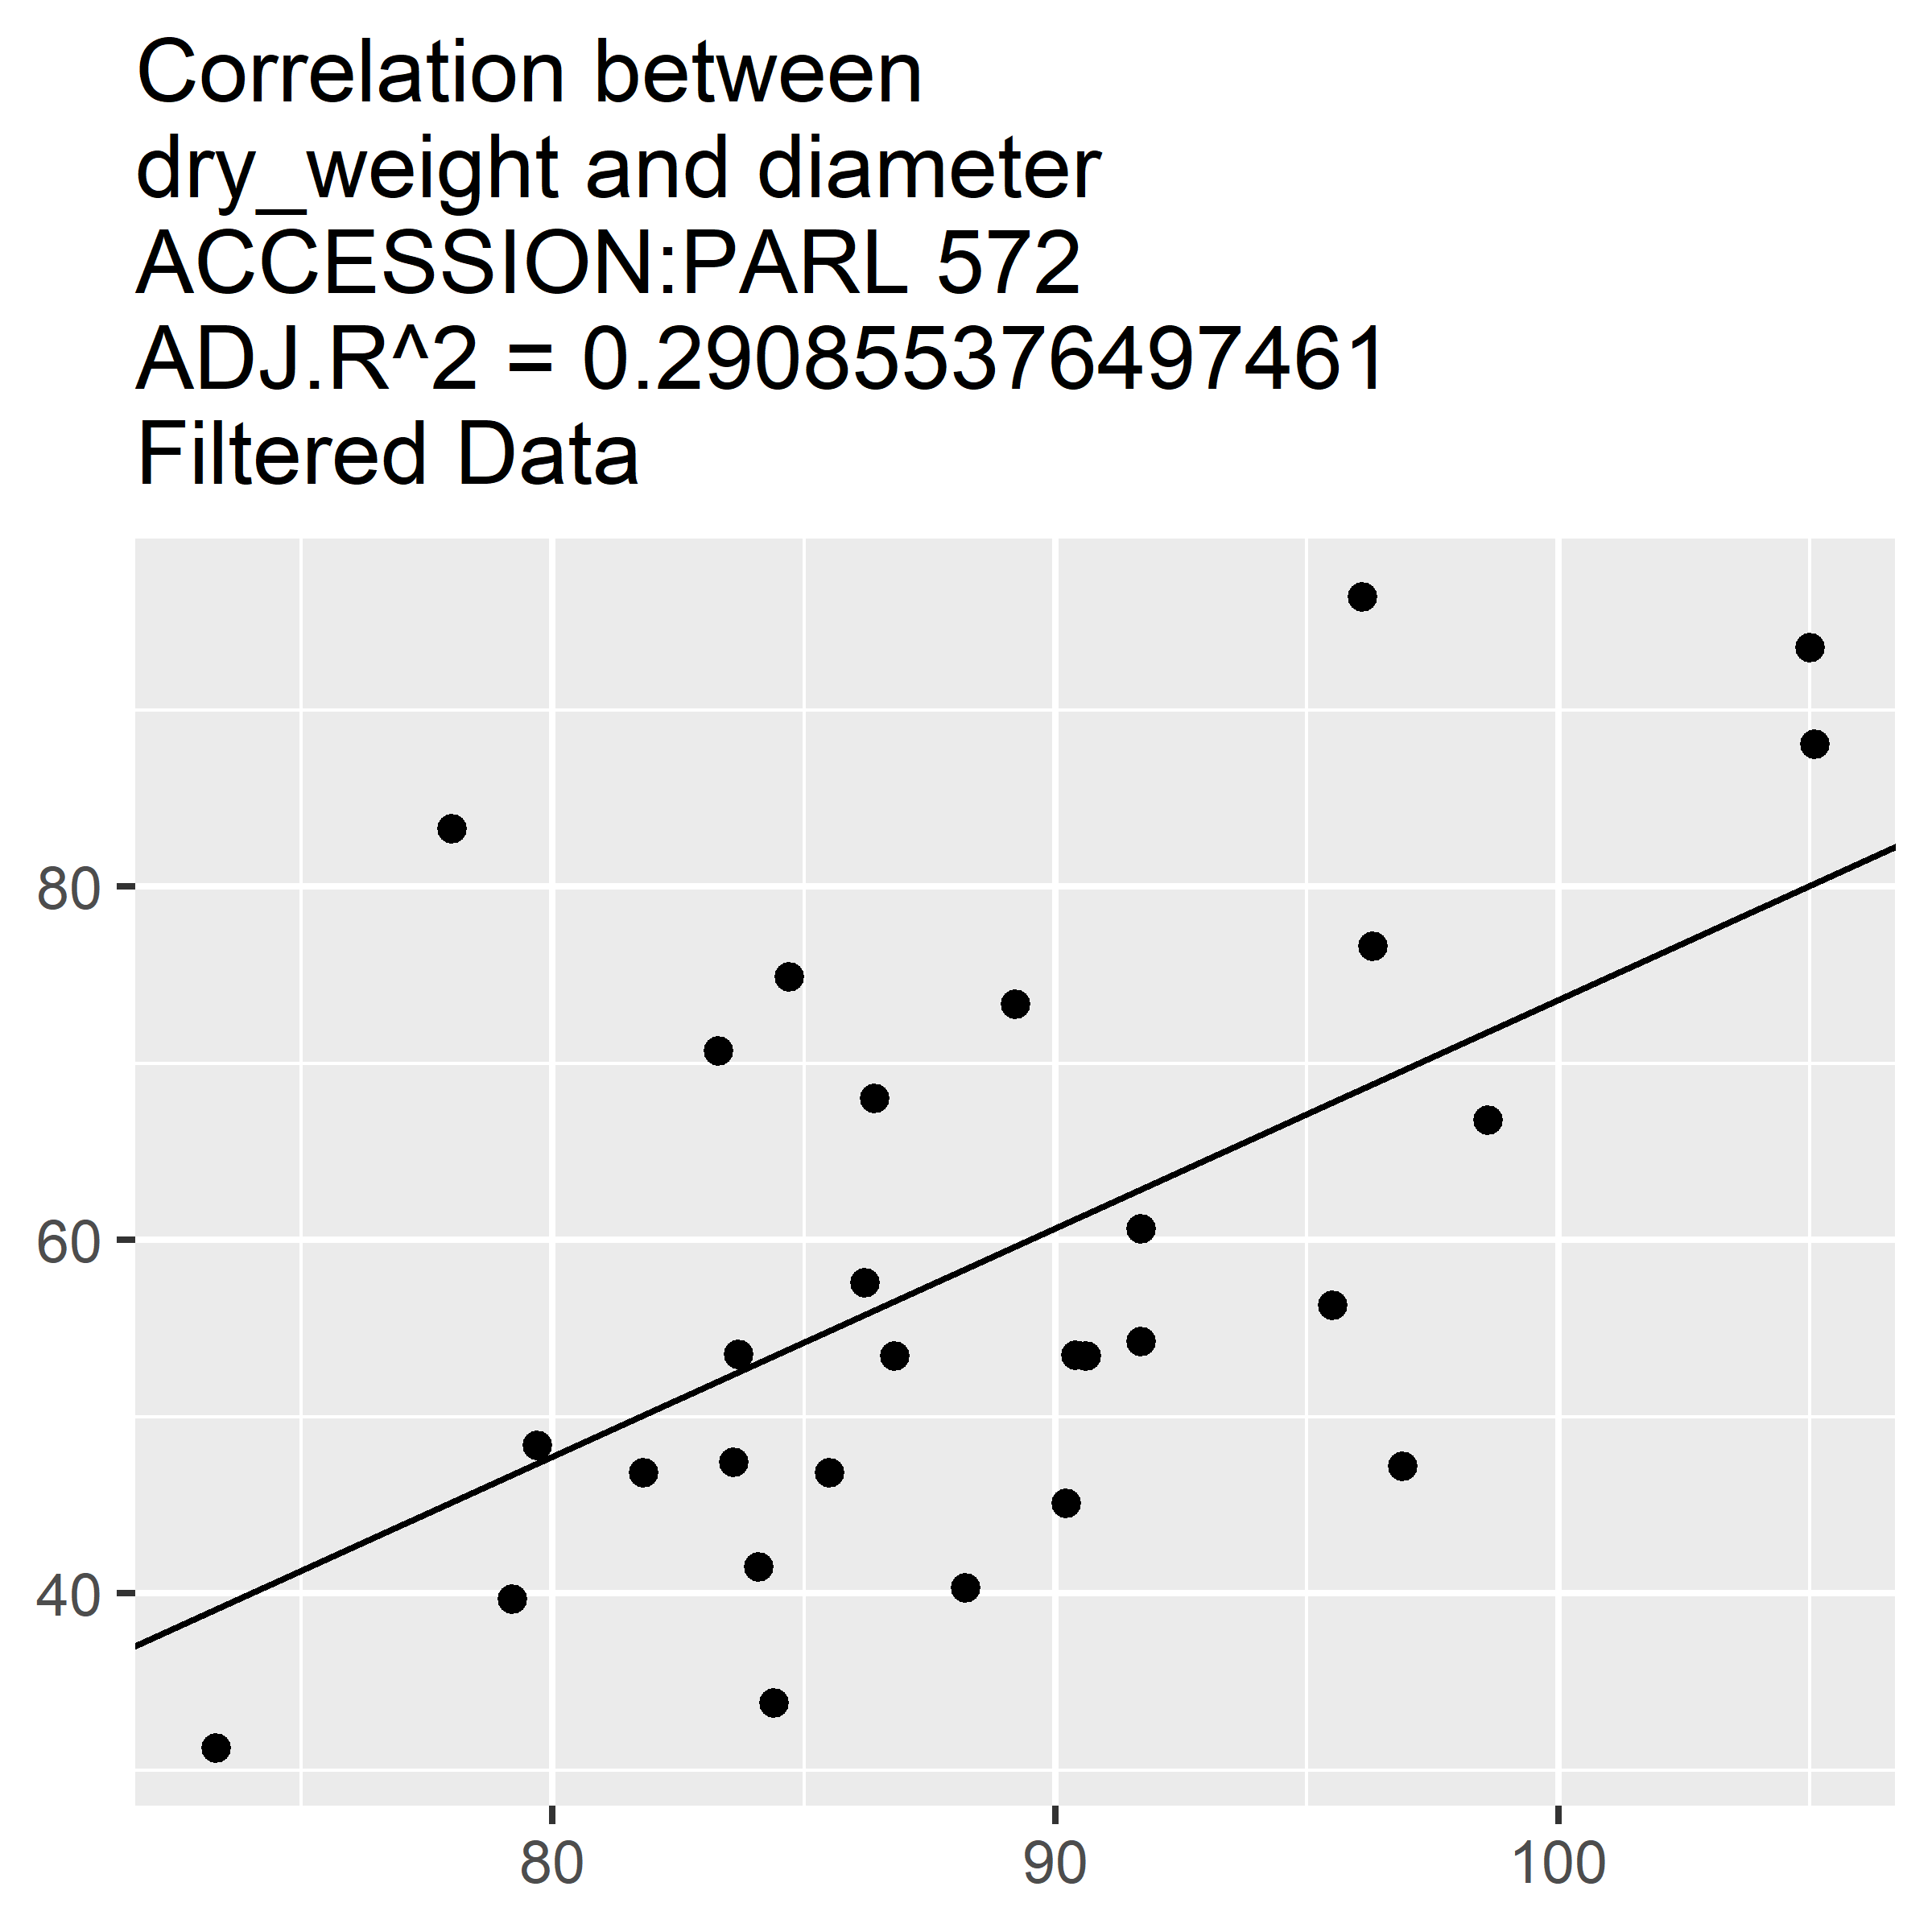 Correlation between
dry_weight and diameter
ACCESSION:PARL 572
ADJ.R^2 = 0.290855376497461
Filtered Data
80
60
40
80 90 100